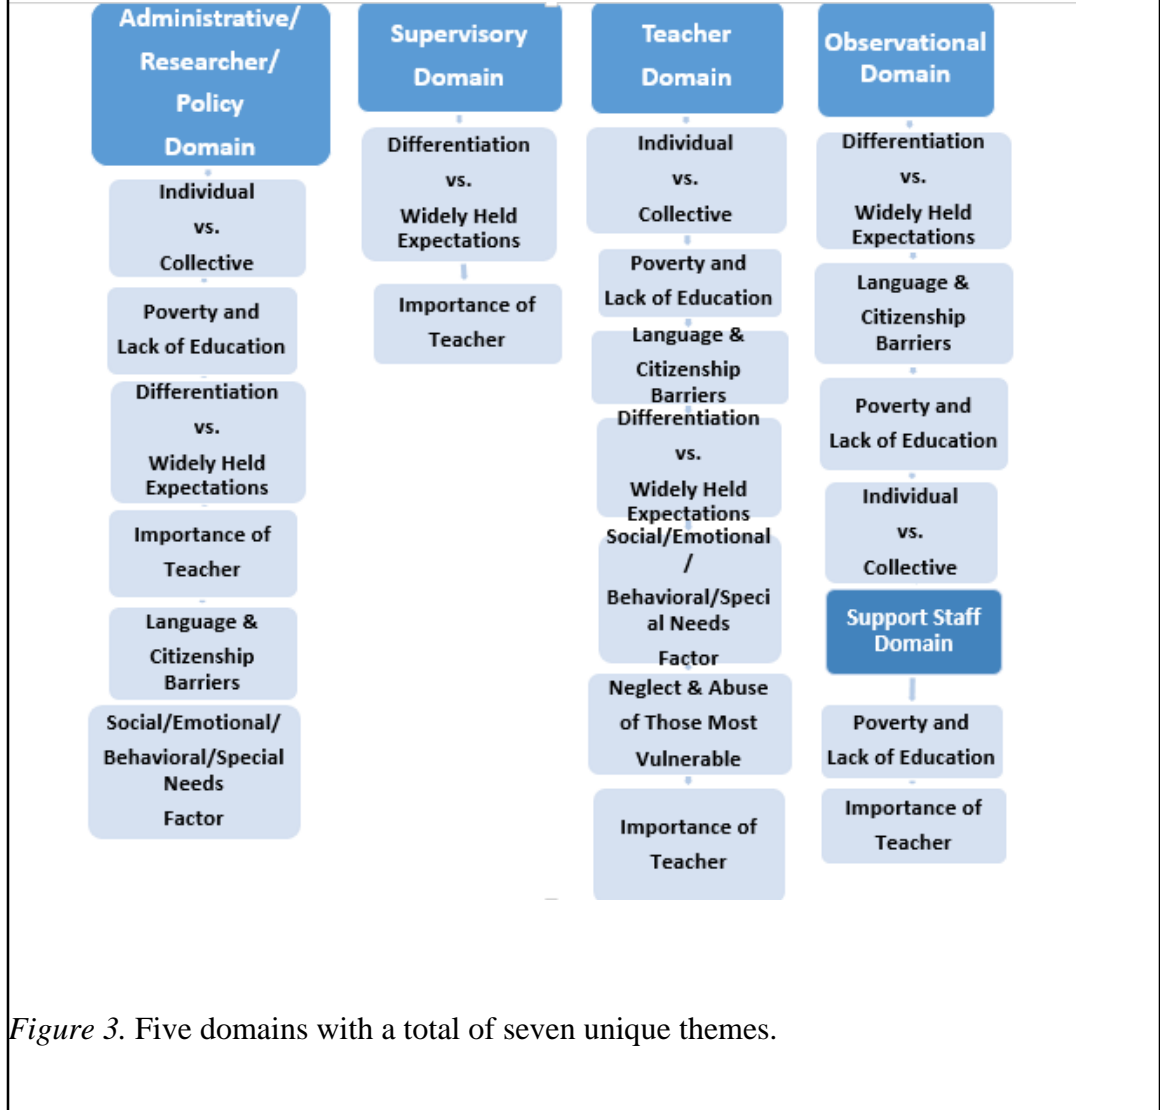 Administrative/
Researcher/
Policy
Domain
Individual
vs.
Collective
Poverty and
Lack of Education
Differentiation
vs.
Widely Held
Expectations
Importance of
Teacher
Language &
Citizenship
Barriers
Social/Emotional/
Behavioral/Special
Needs
Factor
Supervisory
Domain
Differentiation
vs.
Widely Held
Expectations
Importance of
Teacher
Teacher
Domain
Individual
vs.
Collective
Poverty and
Lack of Education
Language &
Citizenship
Barriers
Differentiation
vs.
Widely Held
Expectations
Social/Emotional
/
Behavioral/Speci
al Needs
Factor
Neglect & Abuse
of Those Most
Vulnerable
Importance of
Teacher
Observational
Domain
Differentiation
vs.
Widely Held
Expectations
Language &
Citizenship
Barriers
Poverty and
Lack of Education
Individual
vs.
Collective
Support Staff
Domain
Poverty and
Lack of Education
Importance of
Teacher
Figure 3. Five domains with a total of seven unique themes.